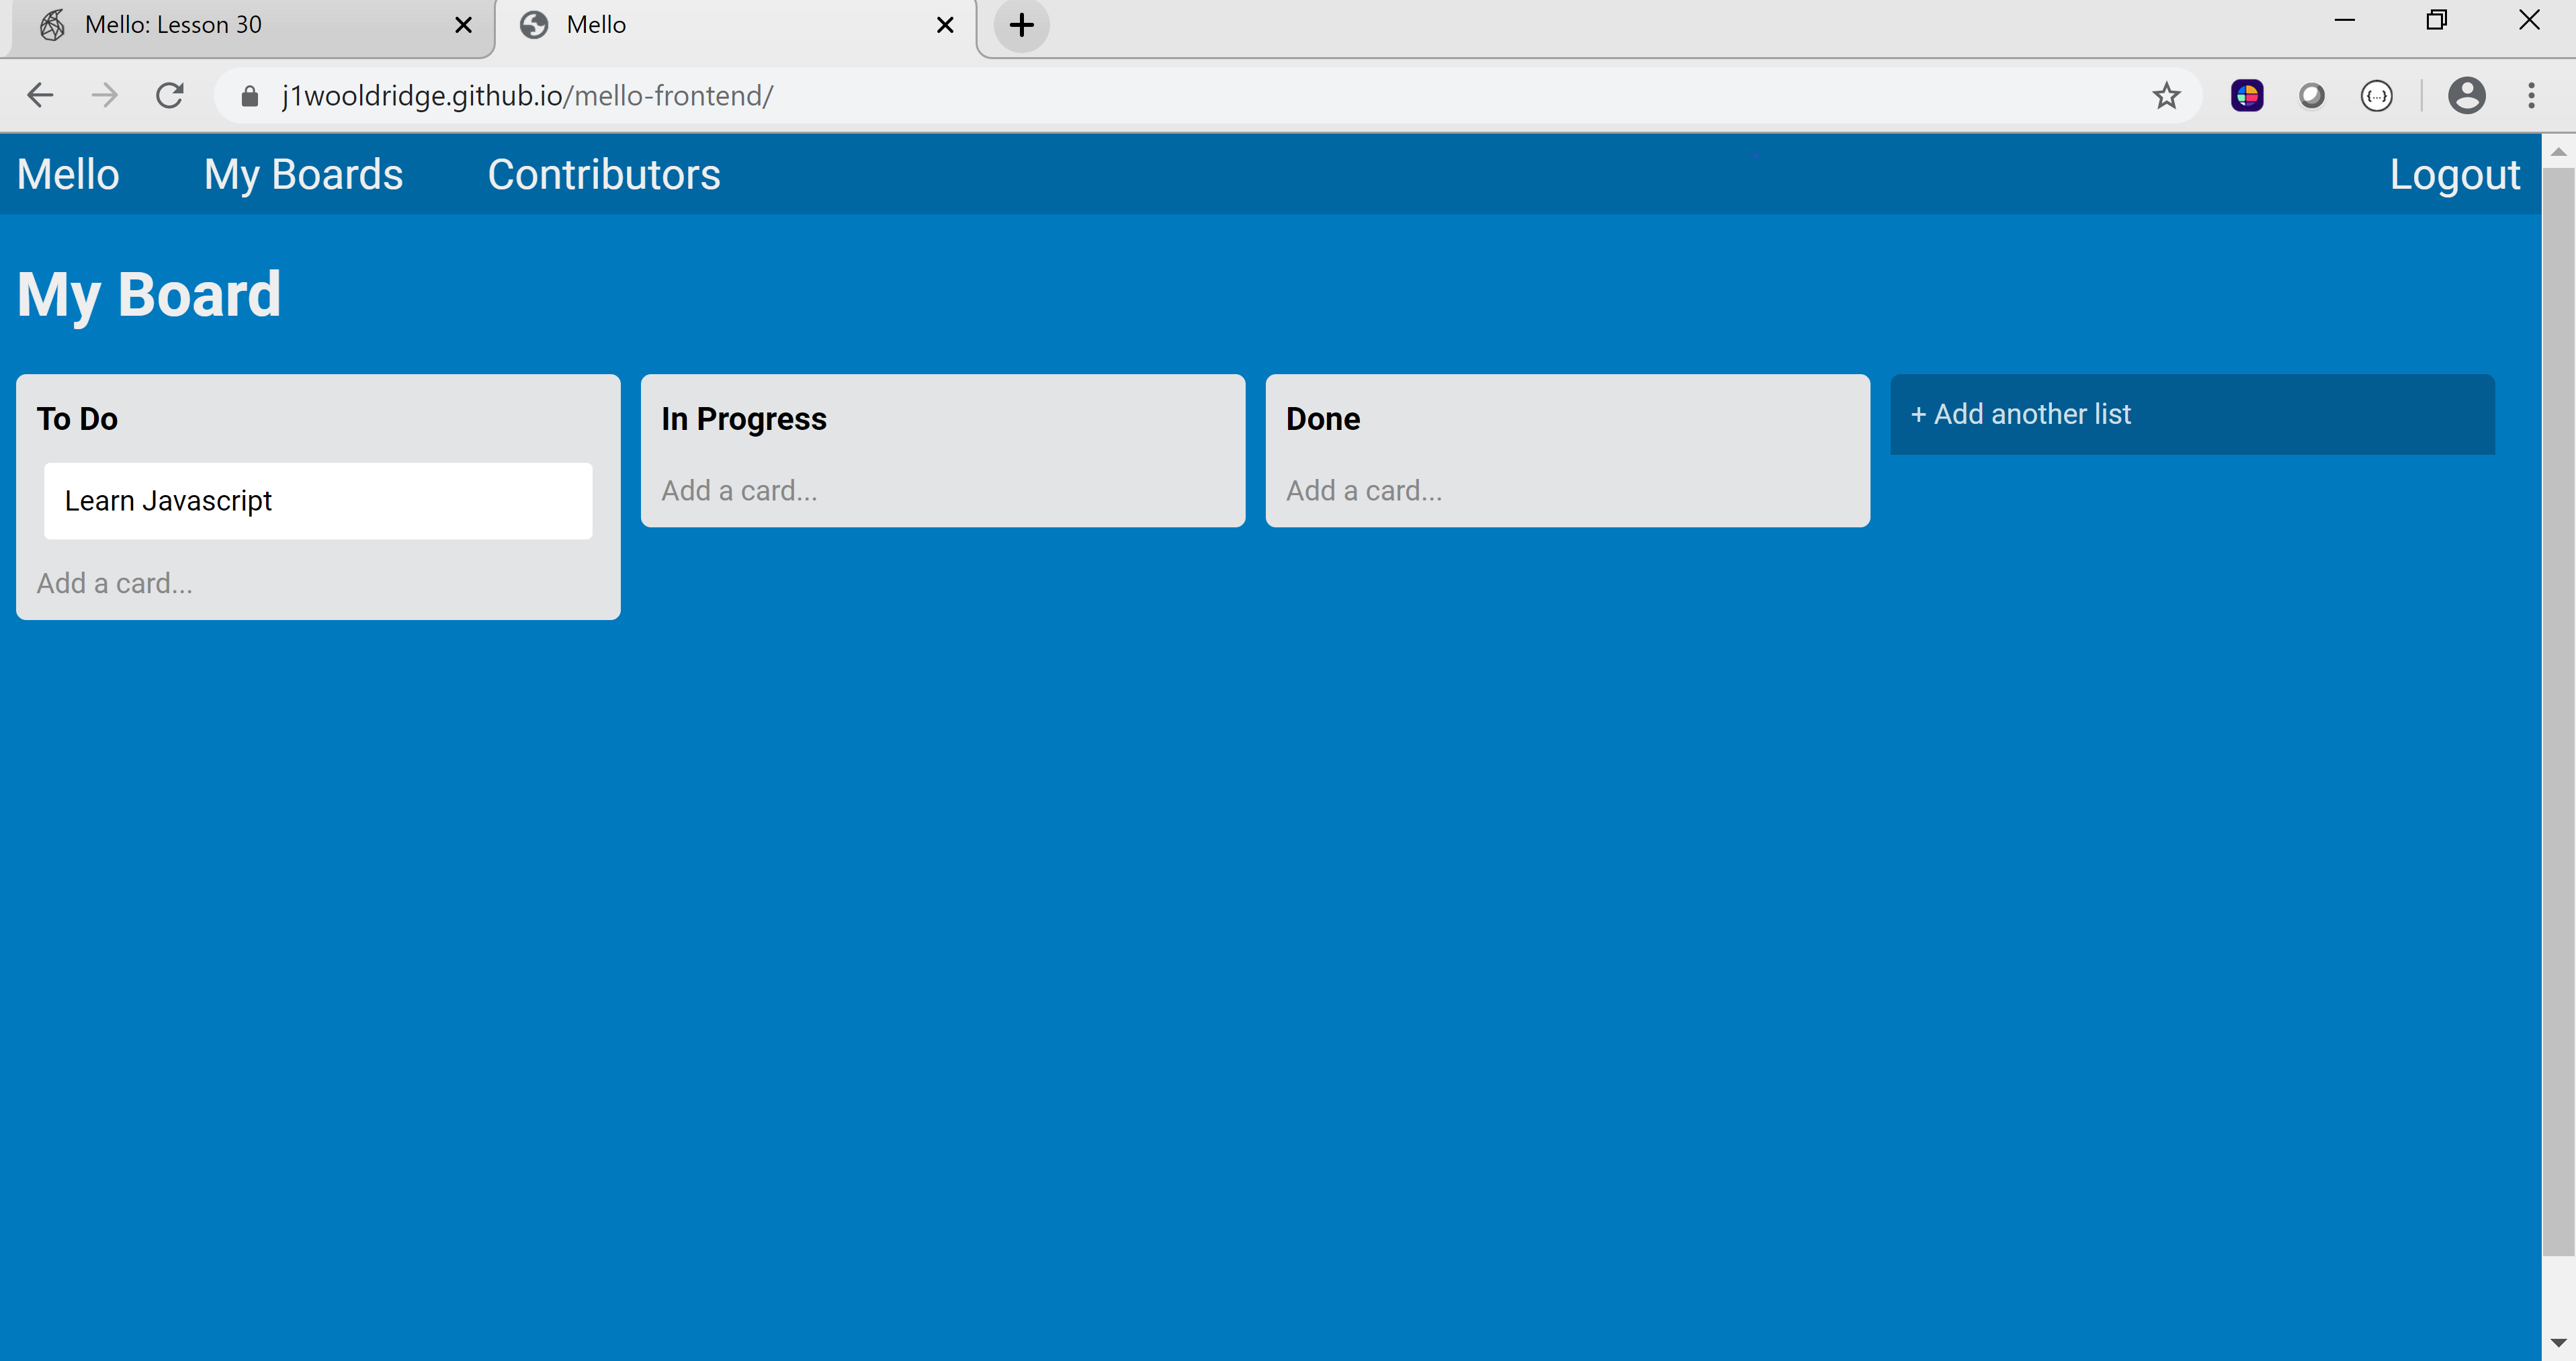 Mello: Lesson 30
Mello
j1wooldridge.github.io/mello-frontend/
Mello My Boards Contributors Logout
My Board
To Do
Learn Javascript
Add a card...
In Progress
Add a card...
Done
Add a card...
+ Add another list